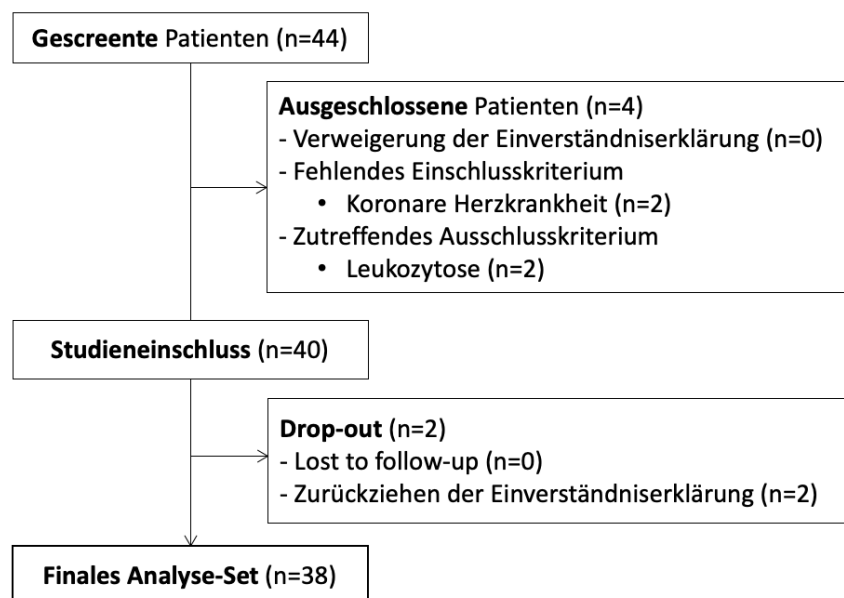 Gescreente Patienten (n=44)
Ausgeschlossene Patienten (n=4)
- Verweigerung der Einverständniserklärung (n=0)
- Fehlendes Einschlusskriterium
• Koronare Herzkrankheit (n=2)
- Zutreffendes Ausschlusskriterium
• Leukozytose (n=2)
Studieneinschluss (n=40)
Drop-out (n=2)
- Lost to follow-up (n=0)
- Zurückziehen der Einverständniserklärung (n=2)
Finales Analyse-Set (n=38)